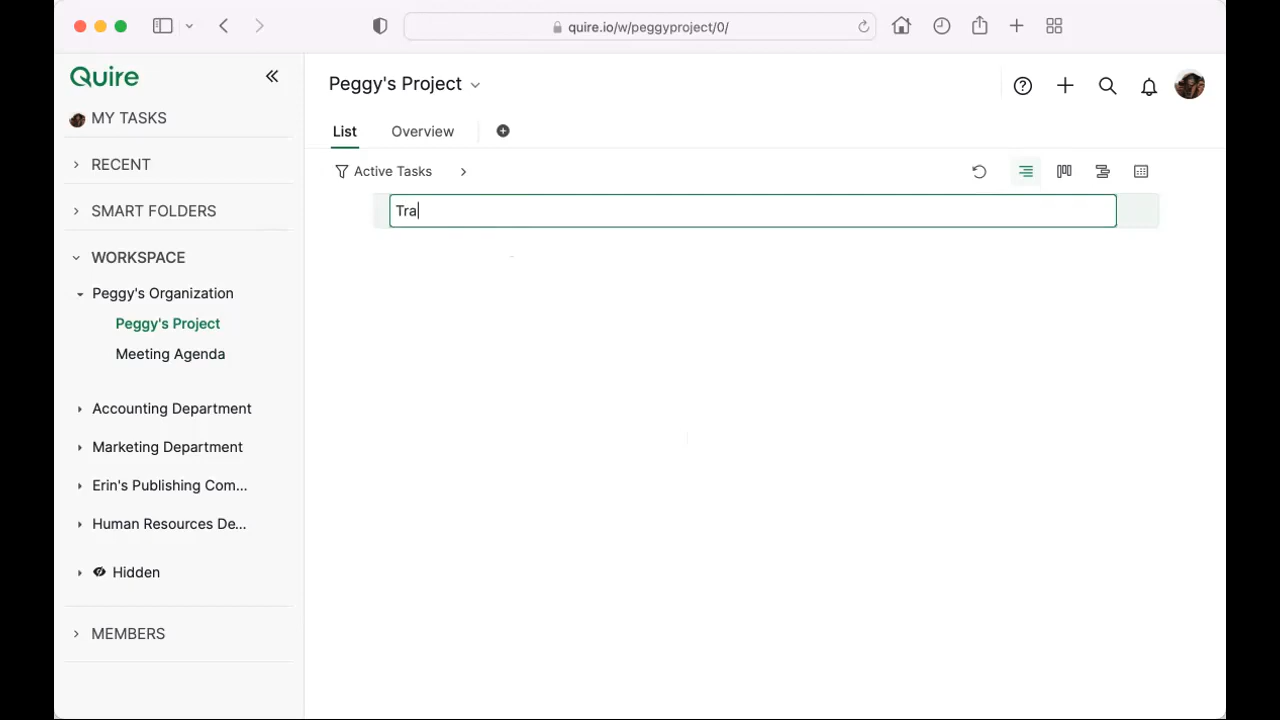 quire.io/w/peggyproject/0/
Quire
MY TASKS
RECENT
SMART FOLDERS
WORKSPACE
Peggy's Organization
Peggy's Project
Meeting Agenda
Accounting Department
Marketing Department
Erin's Publishing Com...
Human Resources De...
Hidden
MEMBERS
Peggy's Project
List Overview
Active Tasks
Tra